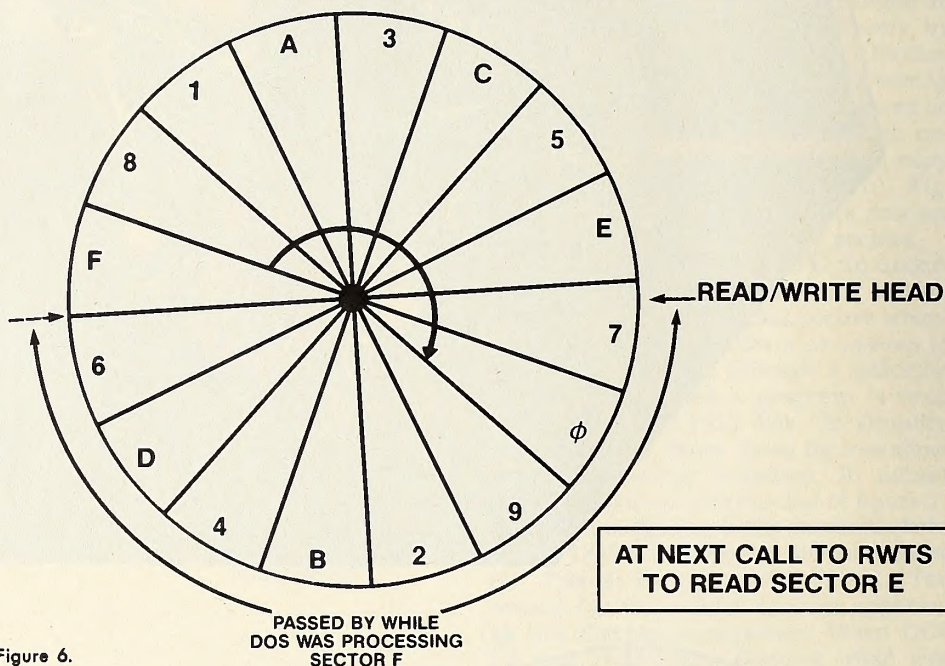 A
3
C
1
5
8
E
F
READ/WRITE HEAD
7
6
φ
D
9
4
B
2
AT NEXT CALL TO RWTS
TO READ SECTOR E
PASSED BY WHILE
DOS WAS PROCESSING
SECTOR F
Figure 6.